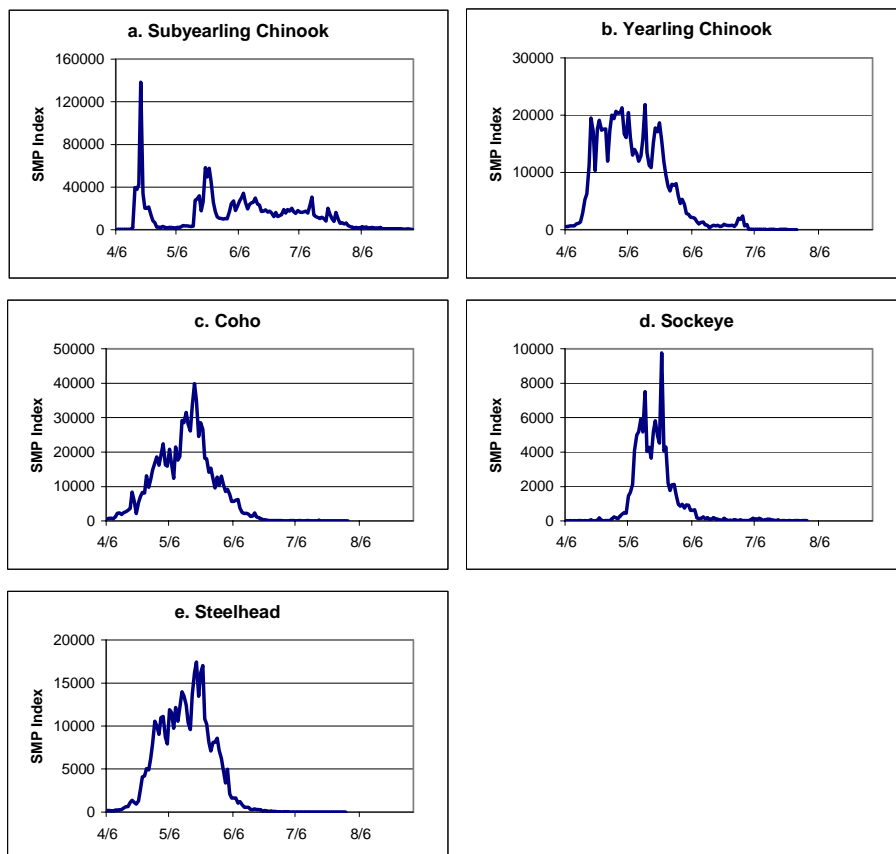 a. Subyearling Chinook
SMP Index
160000
120000
80000
40000
0
4/6 5/6 6/6 7/6 8/6
b. Yearling Chinook
SMP Index
30000
20000
10000
0
4/6 5/6 6/6 7/6 8/6
c. Coho
SMP Index
50000
40000
30000
20000
10000
0
4/6 5/6 6/6 7/6 8/6
d. Sockeye
SMP Index
10000
8000
6000
4000
2000
0
4/6 5/6 6/6 7/6 8/6
e. Steelhead
SMP Index
20000
15000
10000
5000
0
4/6 5/6 6/6 7/6 8/6